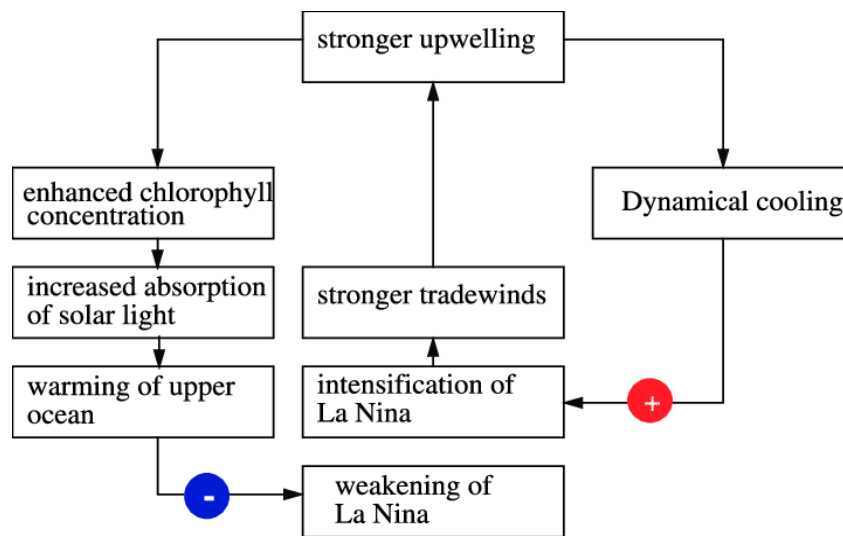 stronger upwelling
enhanced chlorophyll
concentration
Dynamical cooling
increased absorption
of solar light
stronger tradewinds
warming of upper
ocean
intensification of
La Nina
+
-
weakening of
La Nina